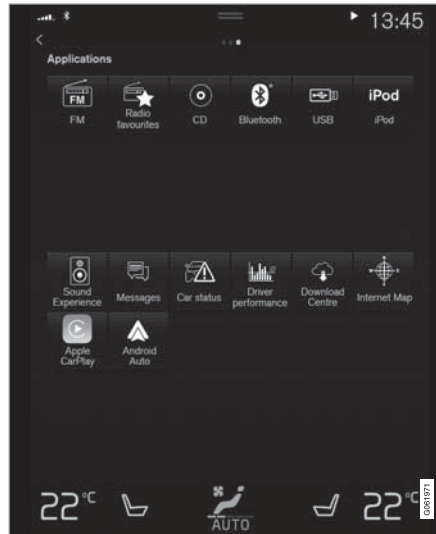 13:45
Applications
FM
iPod
FM
Radio
favourites
CD
Bluetooth
USB
iPod
Sound
Experience
Messages
Car status
Driver
performance
Download
Centre
Internet Map
Apple
CarPlay
Android
Auto
22°C
AUTO
22°C
G061971